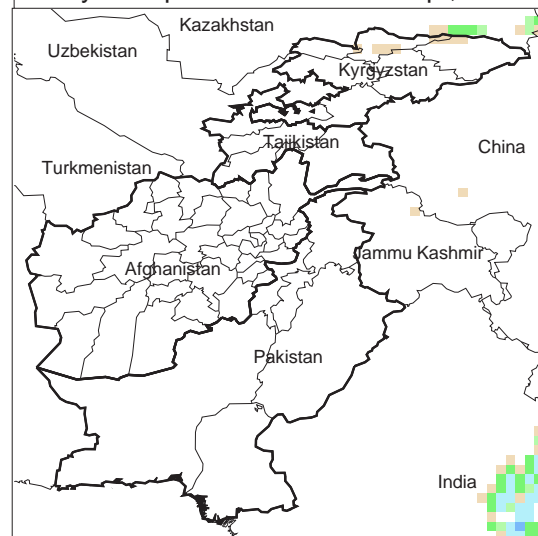 Kazakhstan
Uzbekistan
Kyrgyzstan
Tajikistan
China
Turkmenistan
Jammu Kashmir
Afghanistan
Pakistan
India